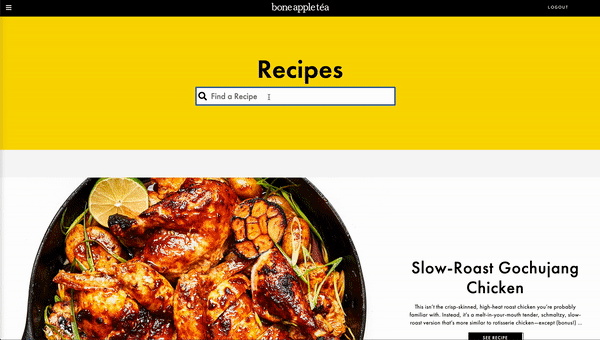 bone apple téa
LOGOUT
Recipes
Find a Recipe
Slow-Roast Gochujang
Chicken
This isn't the crisp-skinned, high-heat roast chicken you're probably
familiar with. Instead, it's a melt-in-your-mouth tender, schmaltzy, slow-
roast version that's more similar to rotisserie chicken—except (bonus!) ...
SEE RECIPE